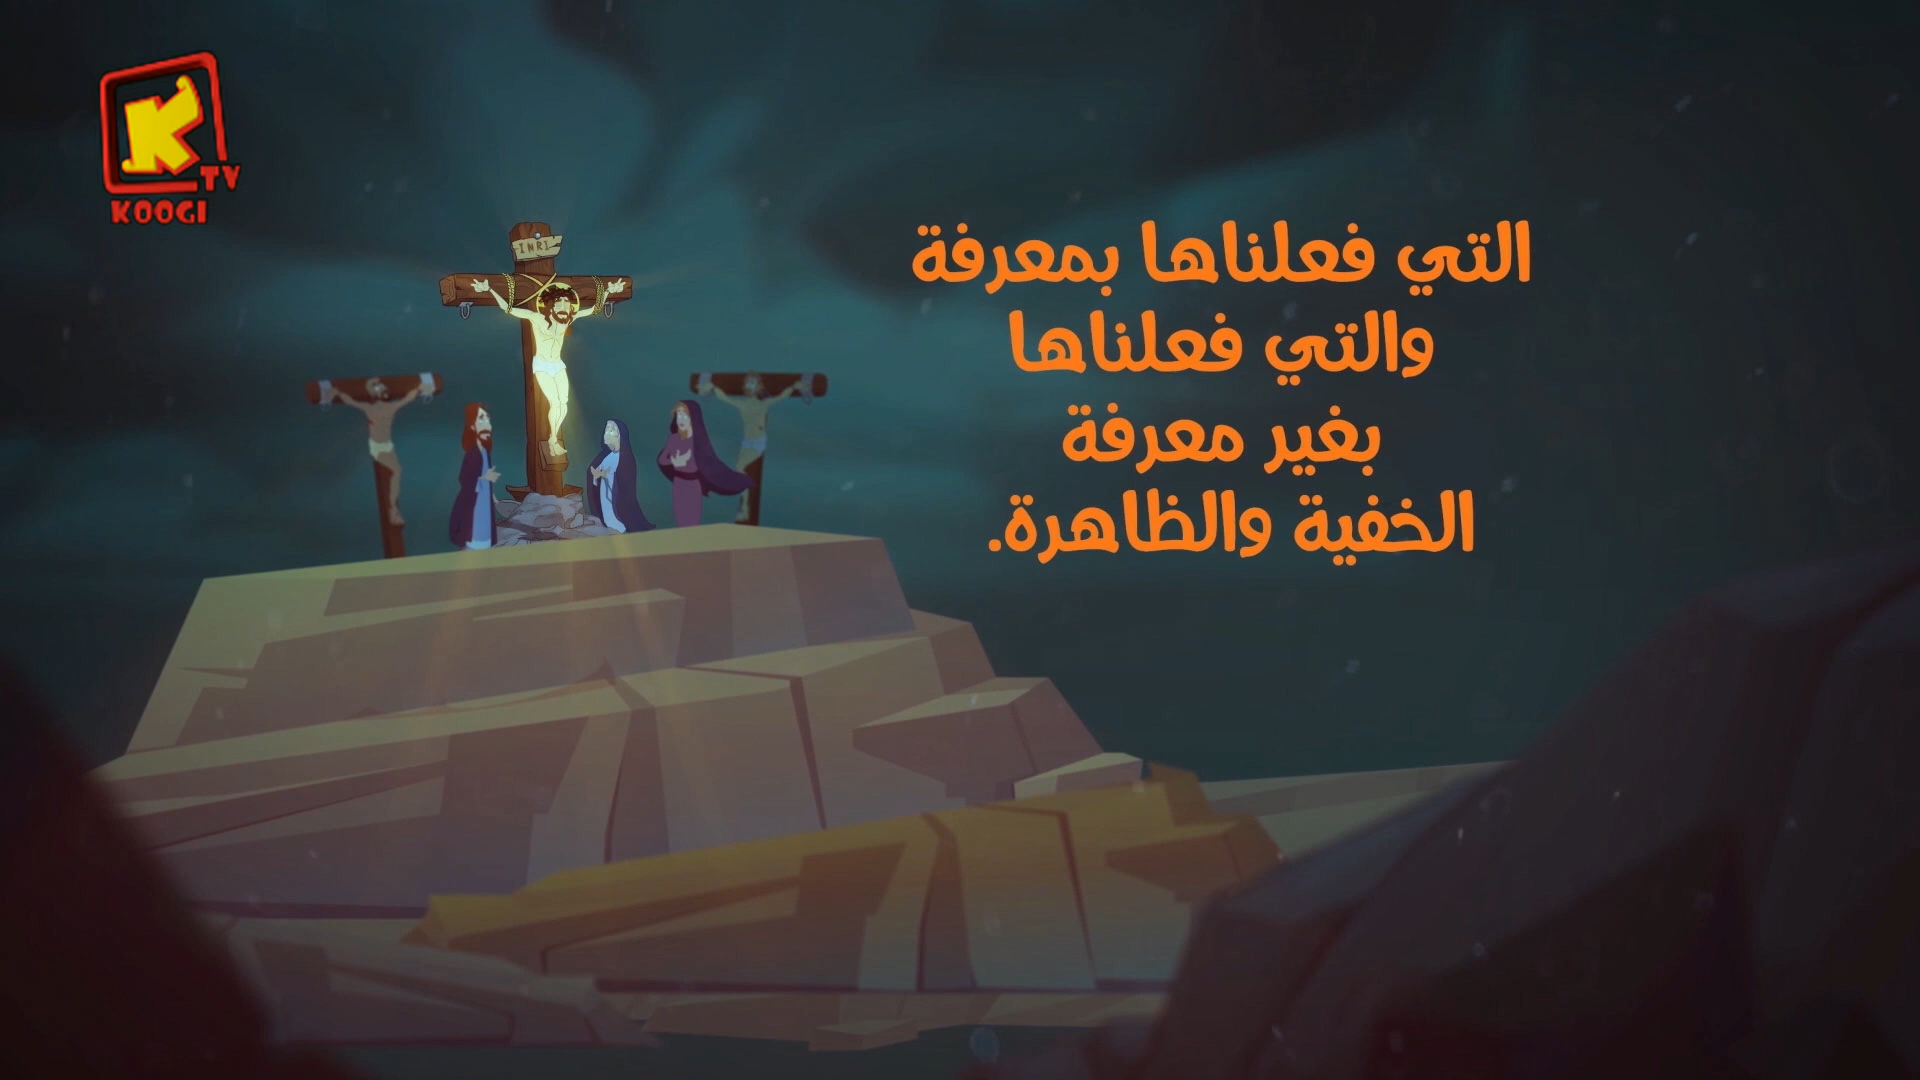 K TV
KOOGI
INRI
التي فعلناها بمعرفة
والتي فعلناها
بغير معرفة
الخفية والظاهرة.